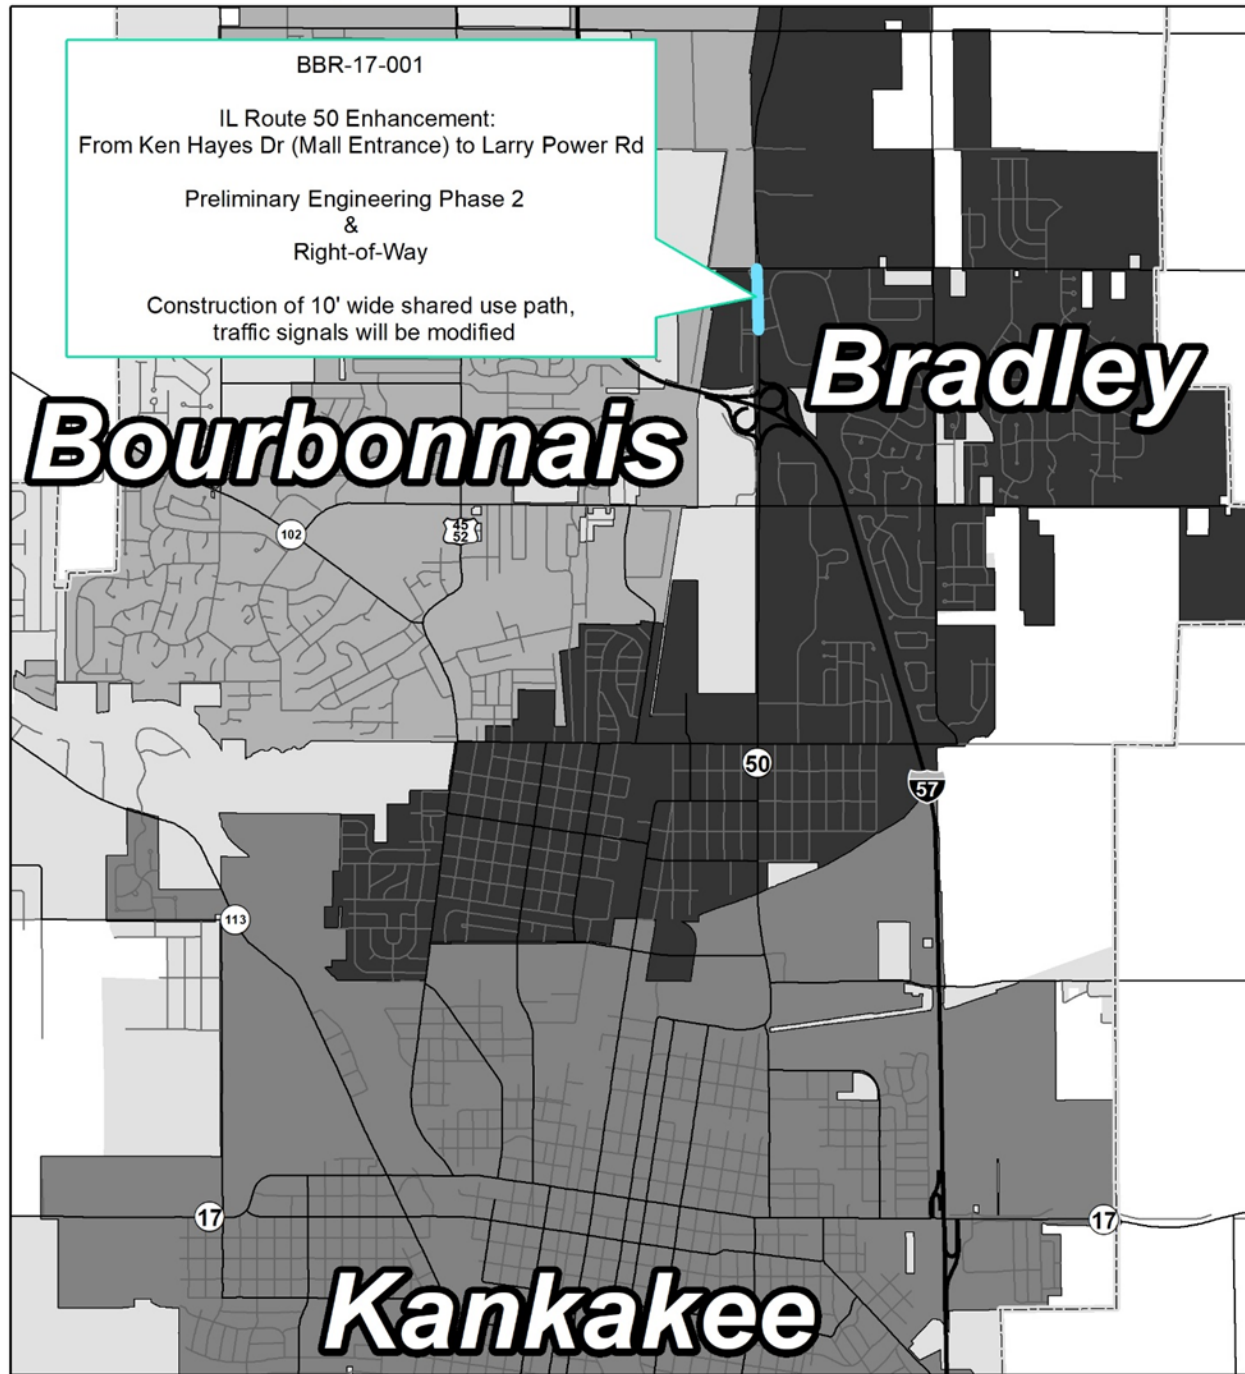 BBR-17-001
IL Route 50 Enhancement:
From Ken Hayes Dr (Mall Entrance) to Larry Power Rd
Preliminary Engineering Phase 2
&
Right-of-Way
Construction of 10' wide shared use path,
traffic signals will be modified
Bradley
Bourbonnais
102
45
52
50
57
113
17
17
Kankakee